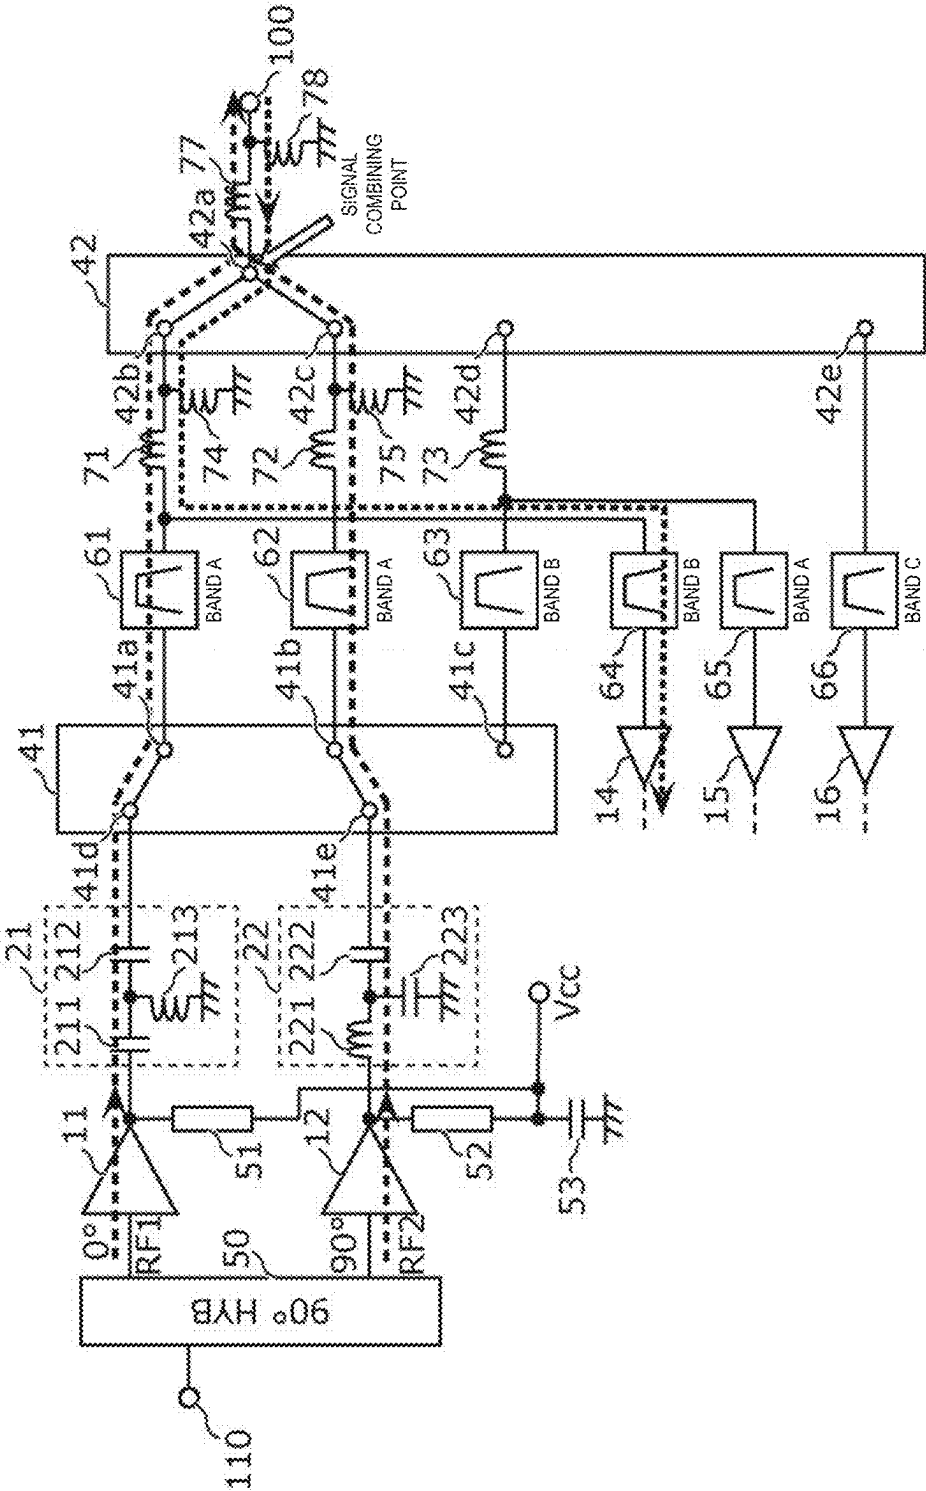 100
78
77
42a
SIGNAL
COMBINING
POINT
42
42b
42c
42d
42e
71
74
72
75
73
61
BAND A
62
BAND A
63
BAND B
BAND B
BAND A
BAND C
64
65
66
41a
41b
41c
41
14
15
16
41d
41e
21
212
213
211
22
222
223
221
Vcc
11
51
12
52
53
0°
RF1
90°
RF2
50
90° HYB
110